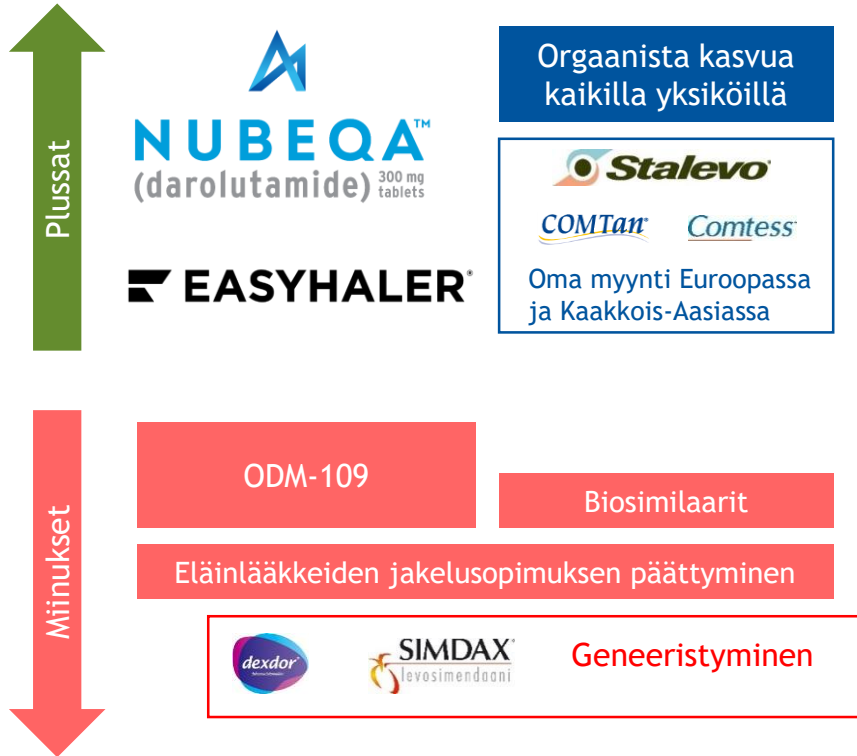 Plussat
NUBEQA™
(darolutamide) 300 mg tablets
EASYHALER®
Orgaanista kasvua
kaikilla yksiköillä
Stalevo
COMTan®
Comtess
Oma myynti Euroopassa
ja Kaakkois-Aasiassa
Miinukset
ODM-109
Biosimilaarit
Eläinlääkkeiden jakelusopimuksen päättyminen
dexdor
SIMDAX
levosimendaani
Geneeristyminen